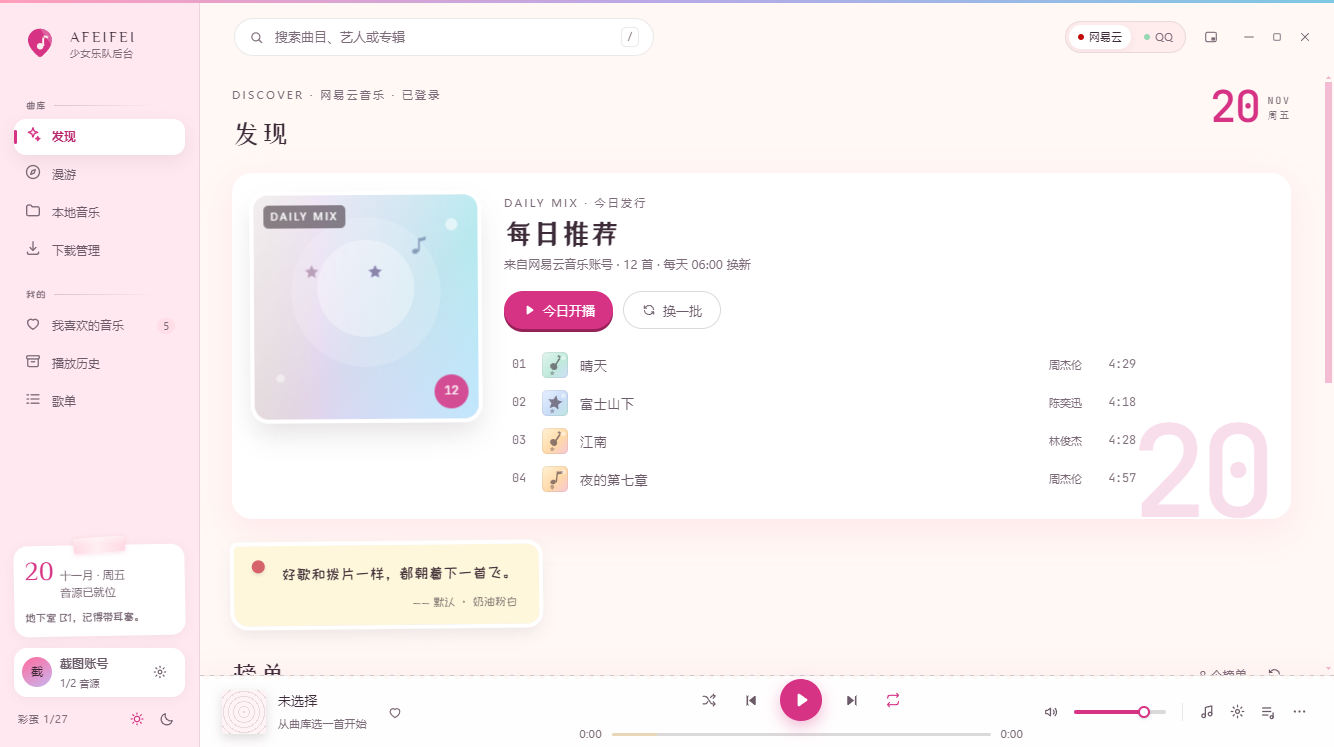 AFEIFEI
少女乐队后台
搜索曲目、艺人或专辑
/
网易云
QQ
曲库
发现
漫游
本地音乐
下载管理
我的
我喜欢的音乐
5
播放历史
歌单
20
十一月 · 周五
音源已就位
地下室 B1，记得带耳塞。
截
截图账号
1/2 音源
彩蛋 1/27
DISCOVER · 网易云音乐 · 已登录
发现
20
NOV
周五
DAILY MIX
12
DAILY MIX · 今日发行
每日推荐
来自网易云音乐账号 · 12 首 · 每天 06:00 换新
今日开播
换一批
01 晴天 周杰伦 4:29
02 富士山下 陈奕迅 4:18
03 江南 林俊杰 4:28
04 夜的第七章 周杰伦 4:57
20
好歌和拨片一样，都朝着下一首飞。
—— 默认 · 奶油粉白
榜单
未选择
从曲库选一首开始
0:00
0:00